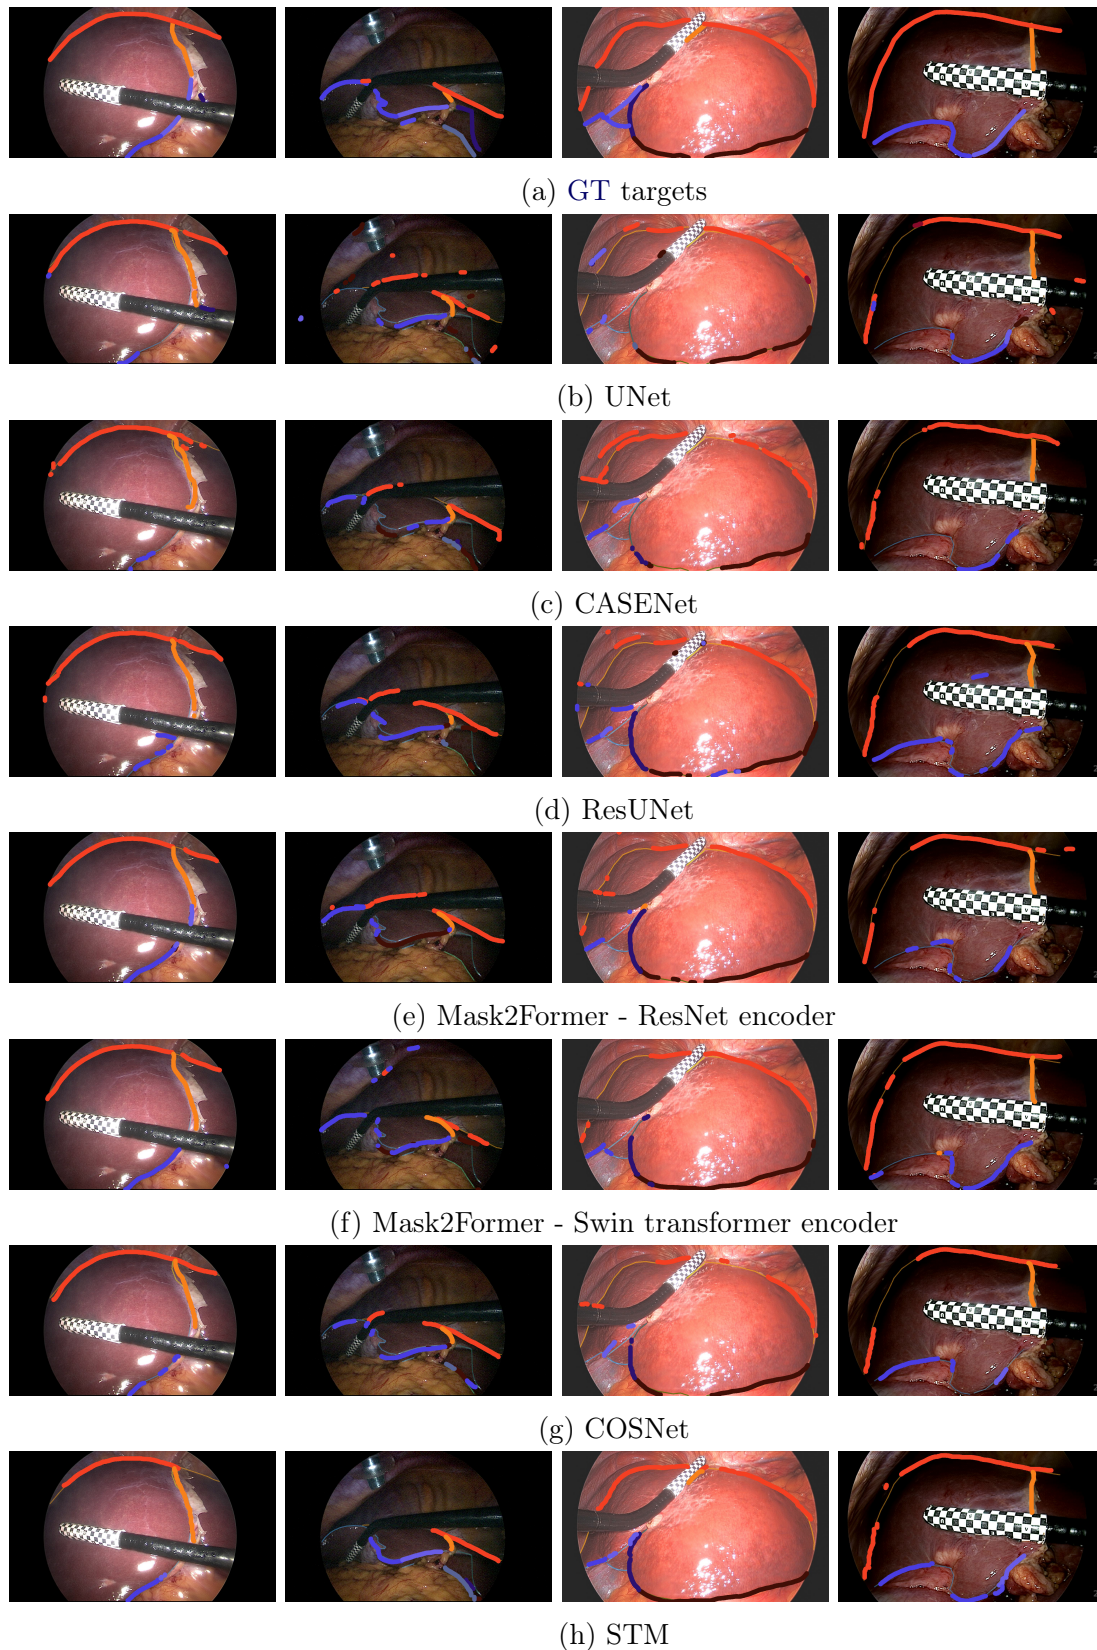 (a) GT targets
(b) UNet
(c) CASENet
(d) ResUNet
(e) Mask2Former - ResNet encoder
(f) Mask2Former - Swin transformer encoder
(g) COSNet
(h) STM